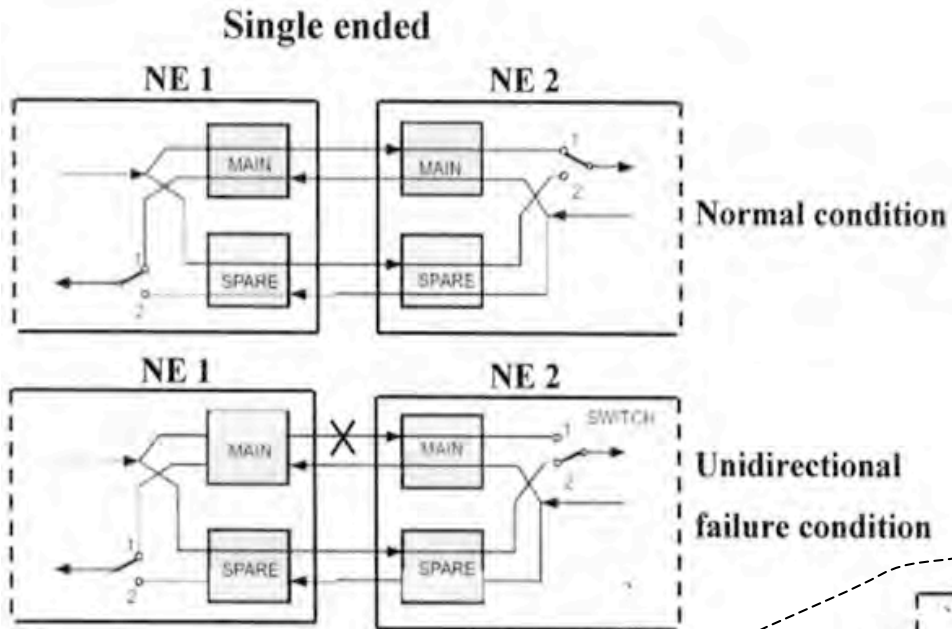 Single ended
NE 1
NE 2
MAIN
MAIN
1
2
1
2
SPARE
SPARE
Normal condition
NE 1
NE 2
SWITCH
1
2
MAIN
MAIN
Unidirectional
failure condition
1
2
SPARE
SPARE